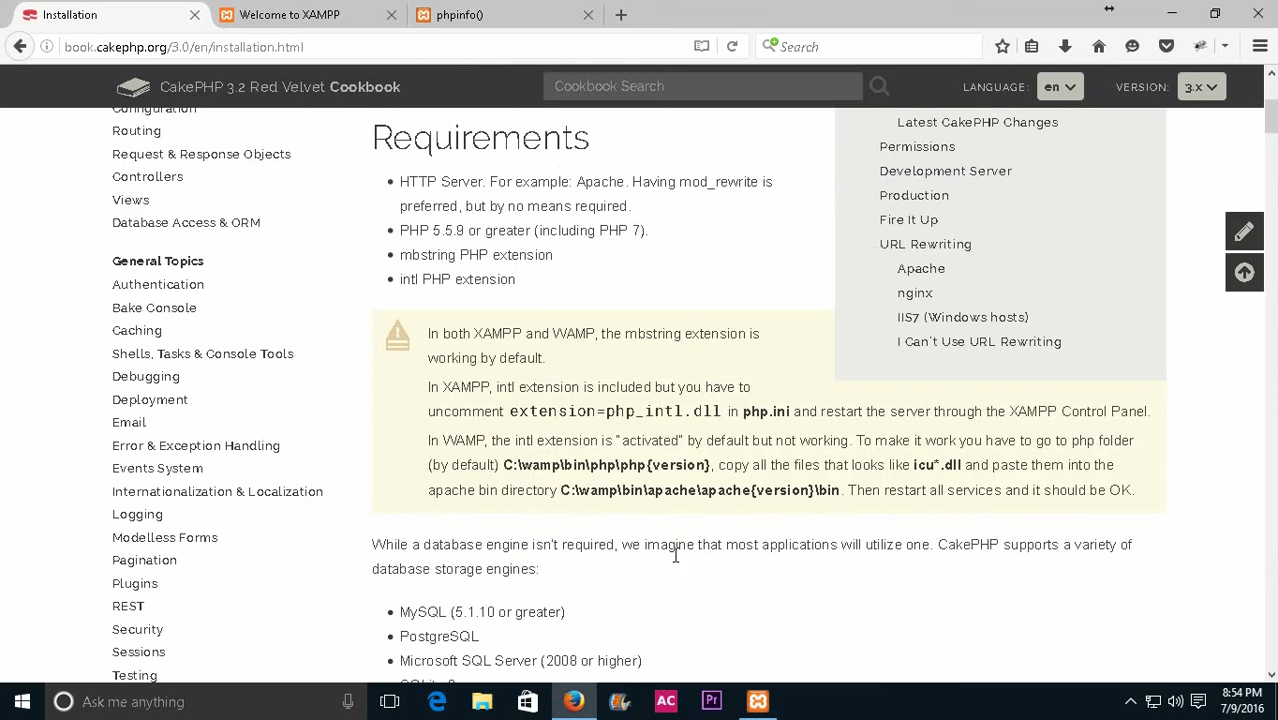 Installation
Welcome to XAMPP
phpinfo()
book.cakephp.org/3.0/en/installation.html
Search
CakePHP 3.2 Red Velvet Cookbook
Cookbook Search
LANGUAGE: en
VERSION: 3.x
Configuration
Routing
Request & Response Objects
Controllers
Views
Database Access & ORM
General Topics
Authentication
Bake Console
Caching
Shells, Tasks & Console Tools
Debugging
Deployment
Email
Error & Exception Handling
Events System
Internationalization & Localization
Logging
Modelless Forms
Pagination
Plugins
REST
Security
Sessions
Testing
Requirements
HTTP Server. For example: Apache. Having mod_rewrite is
preferred, but by no means required.
PHP 5.5.9 or greater (including PHP 7).
mbstring PHP extension
intl PHP extension
In both XAMPP and WAMP, the mbstring extension is
working by default.
In XAMPP, intl extension is included but you have to
uncomment extension=php_intl.dll in php.ini and restart the server through the XAMPP Control Panel.
In WAMP, the intl extension is "activated" by default but not working. To make it work you have to go to php folder
(by default) C:\wamp\bin\php\php{version}, copy all the files that looks like icu*.dll and paste them into the
apache bin directory C:\wamp\bin\apache\apache{version}\bin. Then restart all services and it should be OK.
While a database engine isn't required, we imagine that most applications will utilize one. CakePHP supports a variety of
database storage engines:
MySQL (5.1.10 or greater)
PostgreSQL
Microsoft SQL Server (2008 or higher)
Latest CakePHP Changes
Permissions
Development Server
Production
Fire It Up
URL Rewriting
Apache
nginx
IIS7 (Windows hosts)
I Can't Use URL Rewriting
Ask me anything
AC
Pr
8:54 PM
7/9/2016